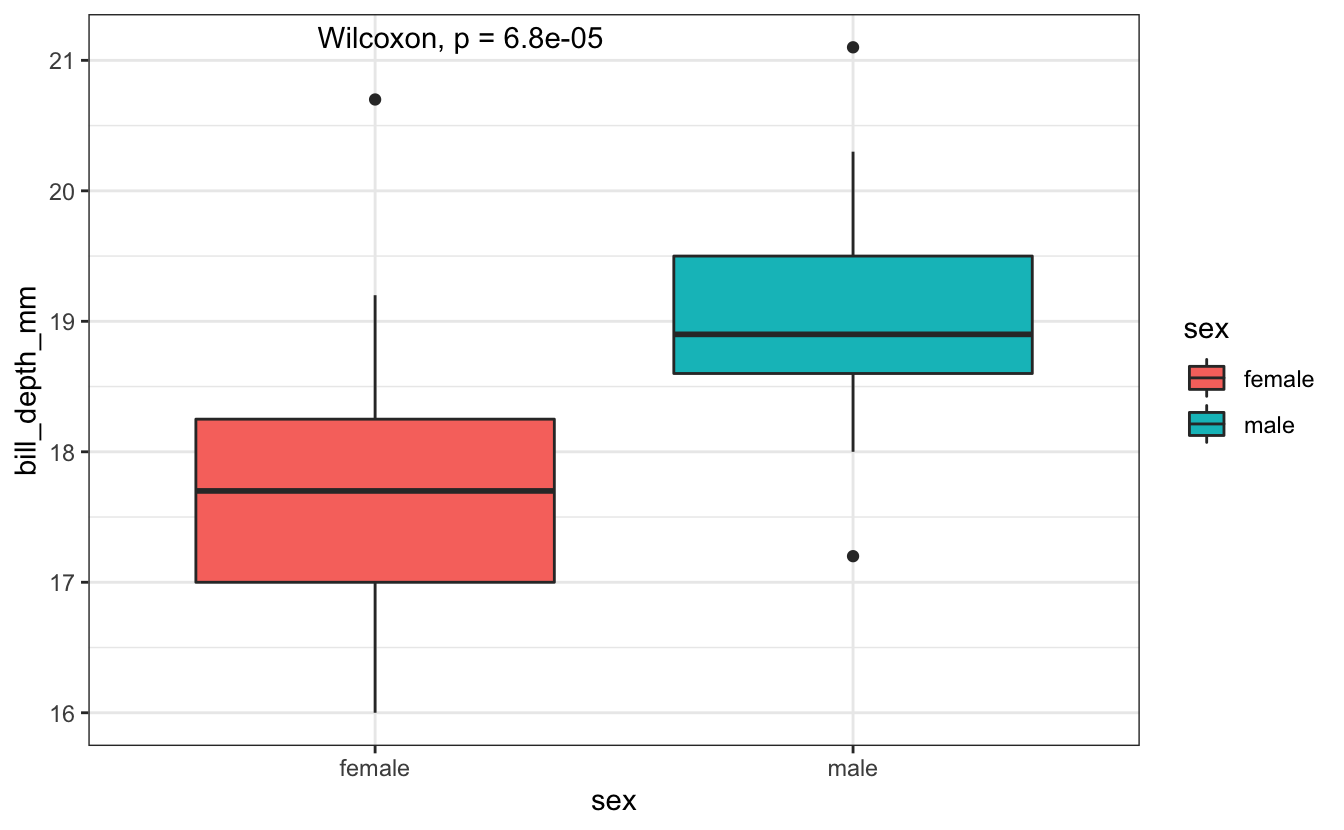 Wilcoxon, p = 6.8e-05
21
20
19
18
17
16
bill_depth_mm
female
male
sex
sex
female
male